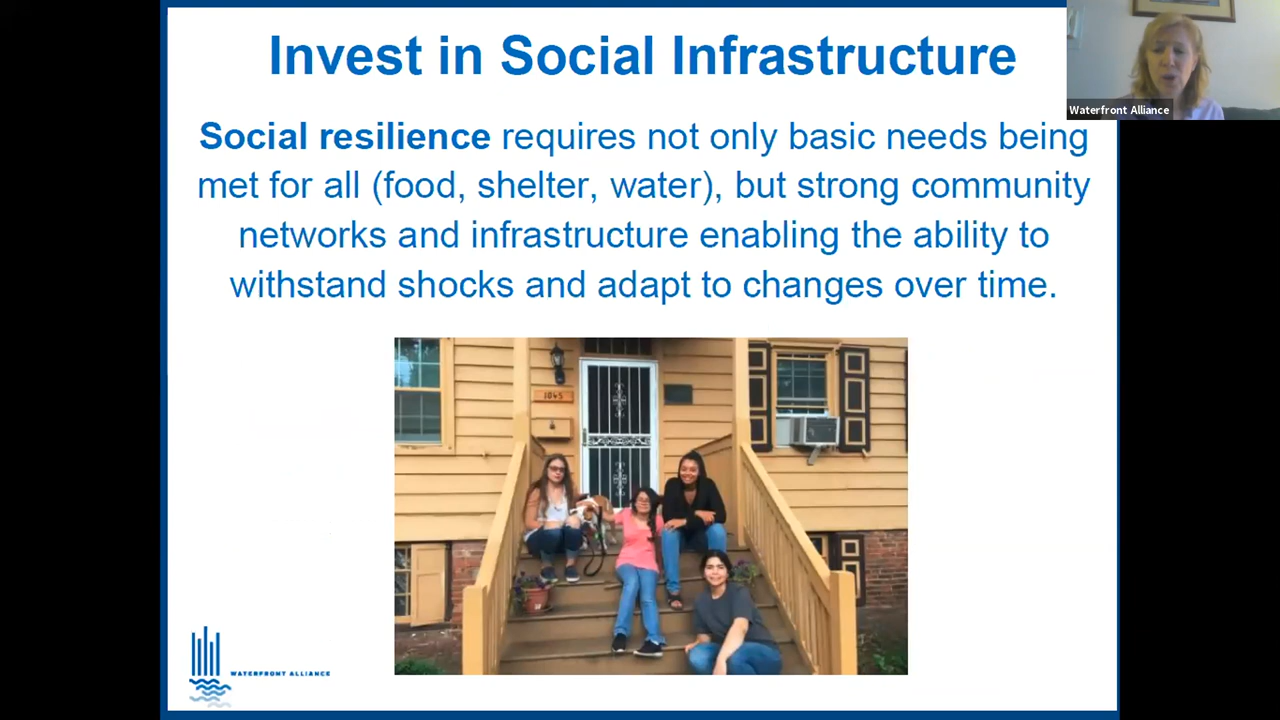 Invest in Social Infrastructure
Waterfront Alliance
Social resilience requires not only basic needs being
met for all (food, shelter, water), but strong community
networks and infrastructure enabling the ability to
withstand shocks and adapt to changes over time.
1045
WATERFRONT ALLIANCE